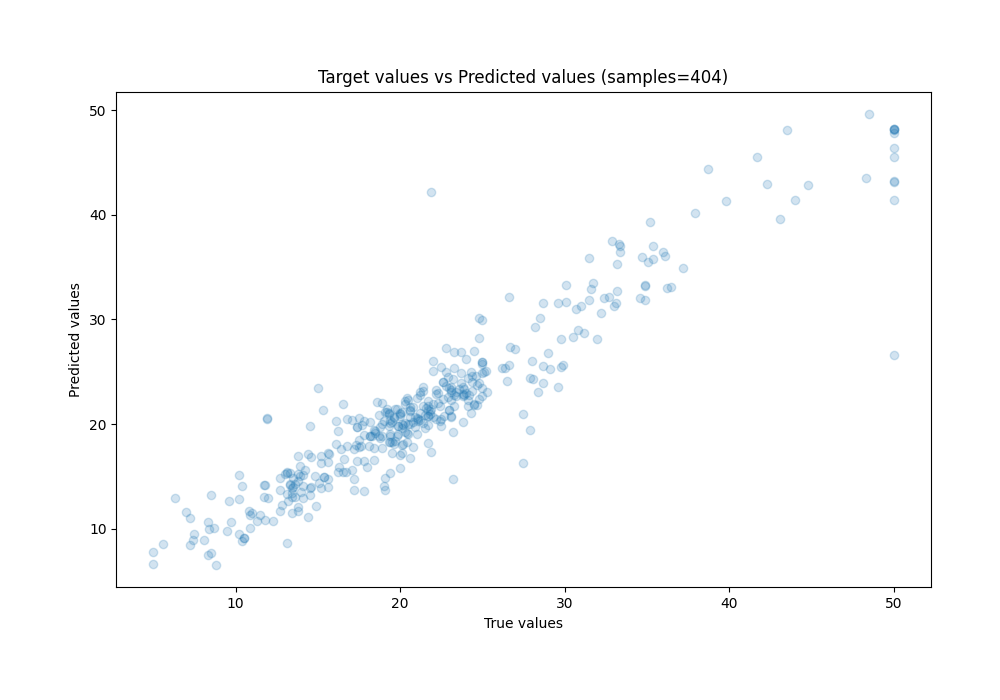 Target values vs Predicted values (samples=404)
50
40
30
20
10
Predicted values
10 20 30 40 50
True values